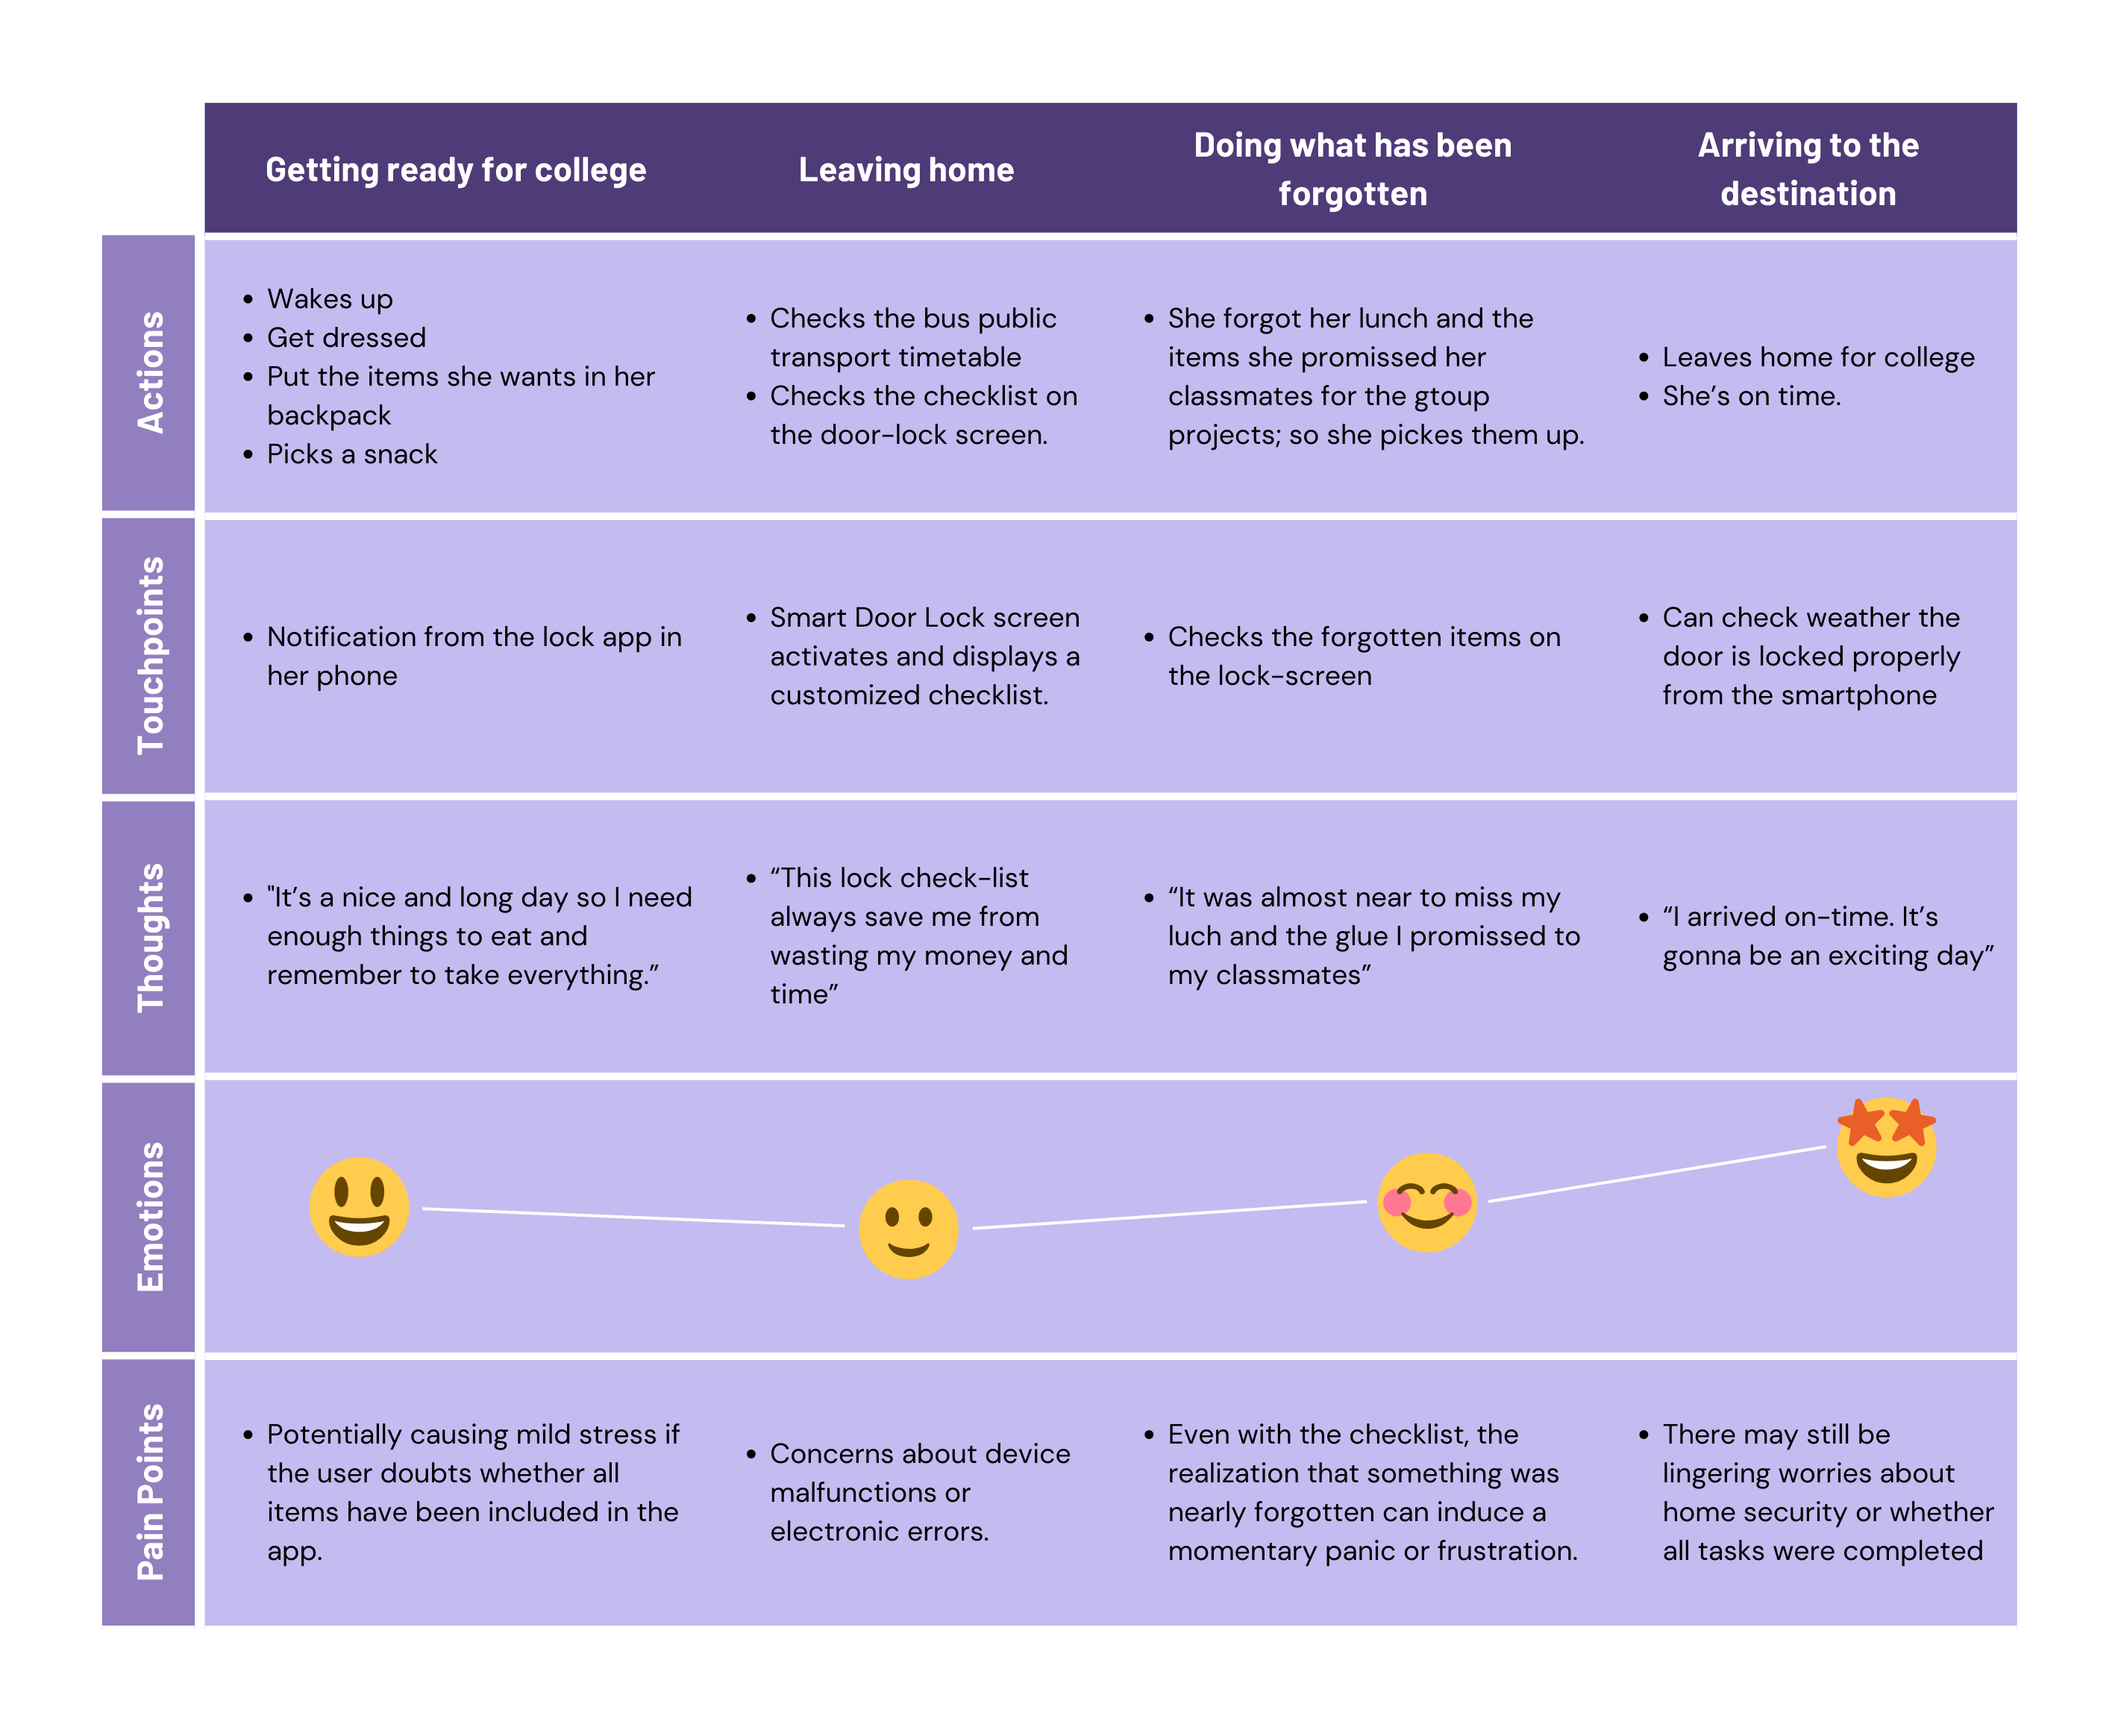 Getting ready for college
Leaving home
Doing what has been
forgotten
Arriving to the
destination
Actions
• Wakes up
• Get dressed
• Put the items she wants in her
backpack
• Picks a snack
• Checks the bus public
transport timetable
• Checks the checklist on
the door-lock screen.
• She forgot her lunch and the
items she promissed her
classmates for the gtoup
projects; so she pickes them up.
• Leaves home for college
• She’s on time.
Touchpoints
• Notification from the lock app in
her phone
• Smart Door Lock screen
activates and displays a
customized checklist.
• Checks the forgotten items on
the lock-screen
• Can check weather the
door is locked properly
from the smartphone
Thoughts
• "It’s a nice and long day so I need
enough things to eat and
remember to take everything.”
• “This lock check-list
always save me from
wasting my money and
time”
• “It was almost near to miss my
luch and the glue I promissed to
my classmates”
• “I arrived on-time. It’s
gonna be an exciting day”
Emotions
Pain Points
• Potentially causing mild stress if
the user doubts whether all
items have been included in the
app.
• Concerns about device
malfunctions or
electronic errors.
• Even with the checklist, the
realization that something was
nearly forgotten can induce a
momentary panic or frustration.
• There may still be
lingering worries about
home security or whether
all tasks were completed